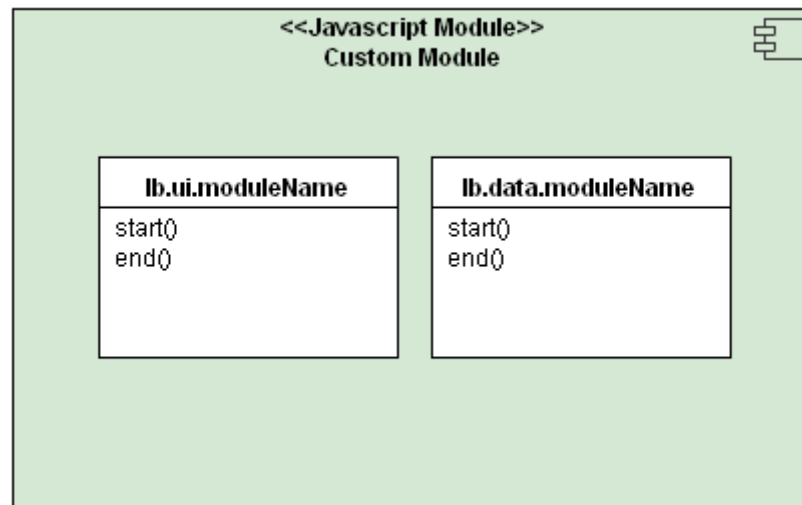 <<Javascript Module>>
Custom Module
lb.ui.moduleName
lb.data.moduleName
start()
end()
start()
end()